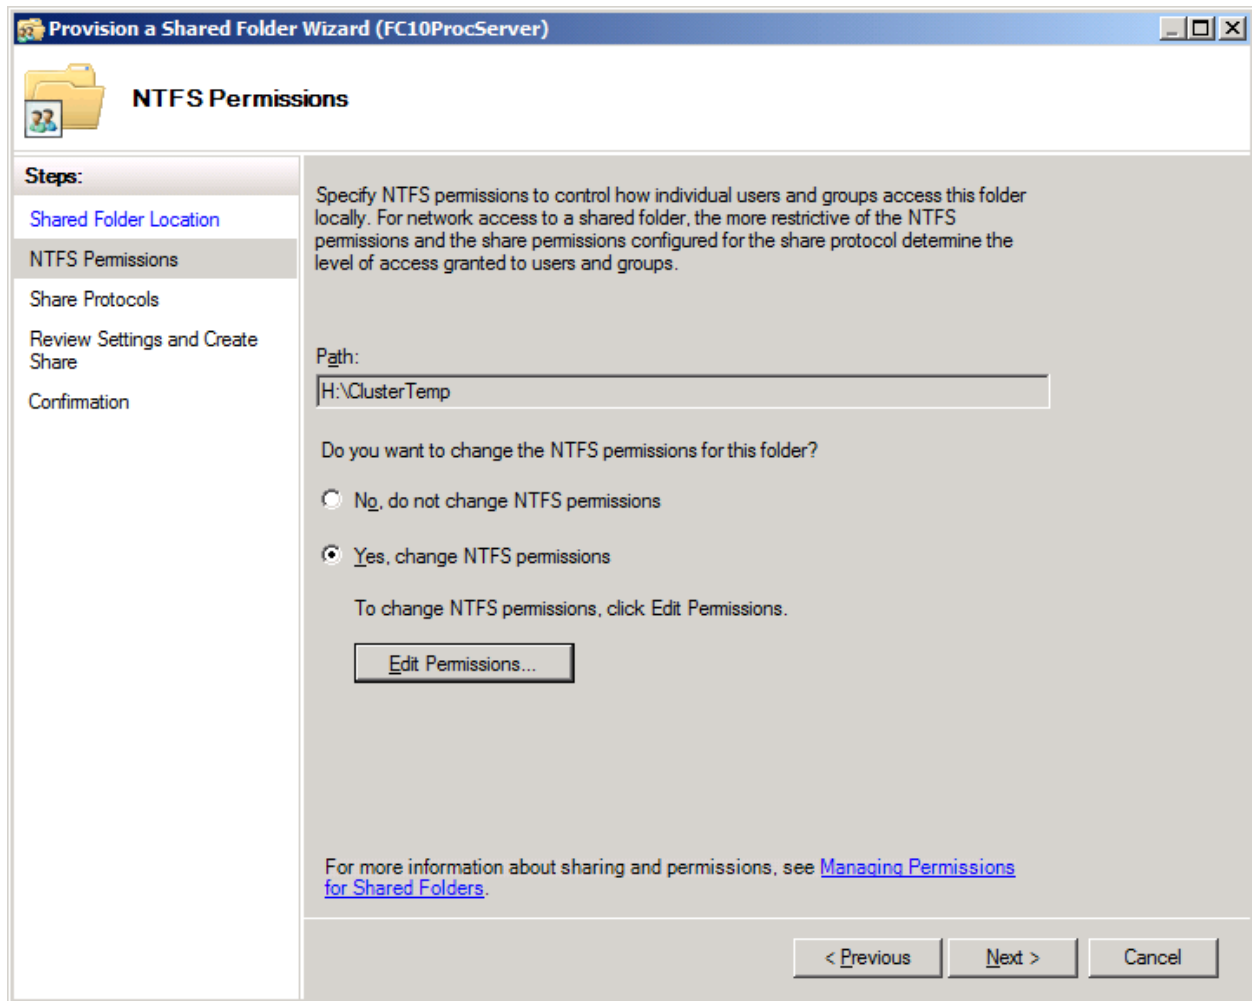 Provision a Shared Folder Wizard (FC10ProcServer)
NTFS Permissions
Steps:
Shared Folder Location
NTFS Permissions
Share Protocols
Review Settings and Create
Share
Confirmation
Specify NTFS permissions to control how individual users and groups access this folder
locally. For network access to a shared folder, the more restrictive of the NTFS
permissions and the share permissions configured for the share protocol determine the
level of access granted to users and groups.
Path:
H:\ClusterTemp
Do you want to change the NTFS permissions for this folder?
No, do not change NTFS permissions
Yes, change NTFS permissions
To change NTFS permissions, click Edit Permissions.
Edit Permissions...
For more information about sharing and permissions, see Managing Permissions
for Shared Folders.
< Previous
Next >
Cancel